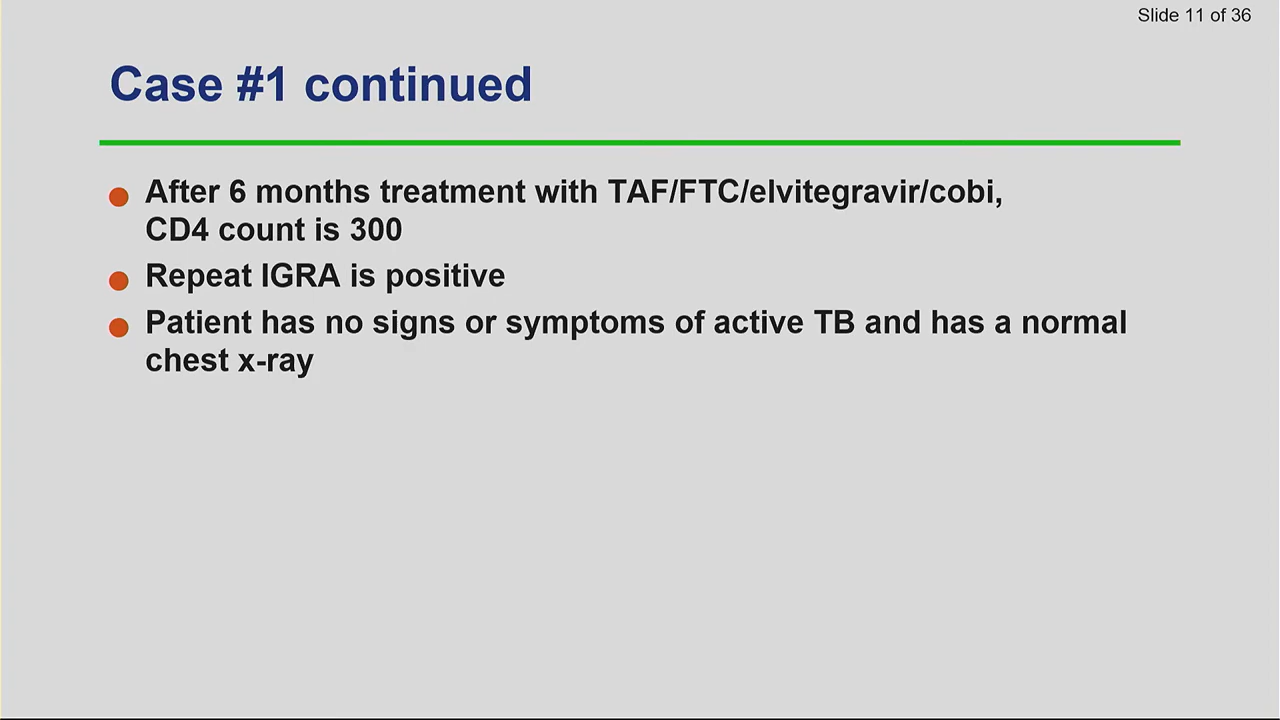 Slide 11 of 36
Case #1 continued
After 6 months treatment with TAF/FTC/elvitegravir/cobi,
CD4 count is 300
Repeat IGRA is positive
Patient has no signs or symptoms of active TB and has a normal
chest x-ray